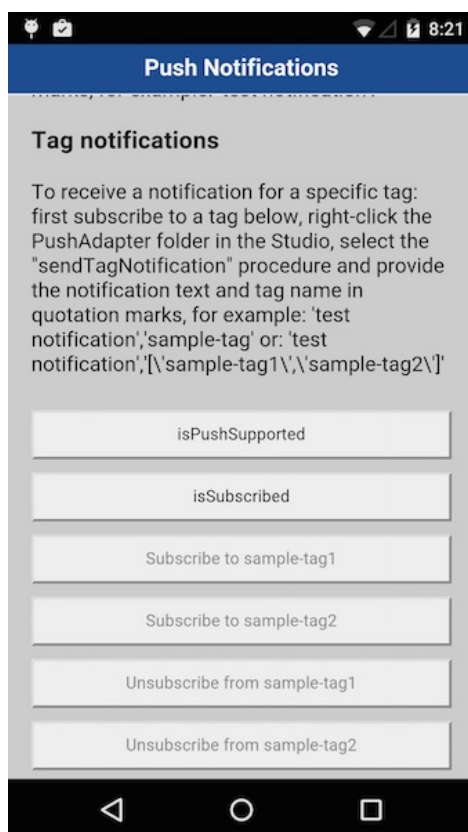 8:21
Push Notifications
Tag notifications
To receive a notification for a specific tag:
first subscribe to a tag below, right-click the
PushAdapter folder in the Studio, select the
"sendTagNotification" procedure and provide
the notification text and tag name in
quotation marks, for example: 'test
notification','sample-tag' or: 'test
notification','[\'sample-tag1\',\'sample-tag2\']'
isPushSupported
isSubscribed
Subscribe to sample-tag1
Subscribe to sample-tag2
Unsubscribe from sample-tag1
Unsubscribe from sample-tag2